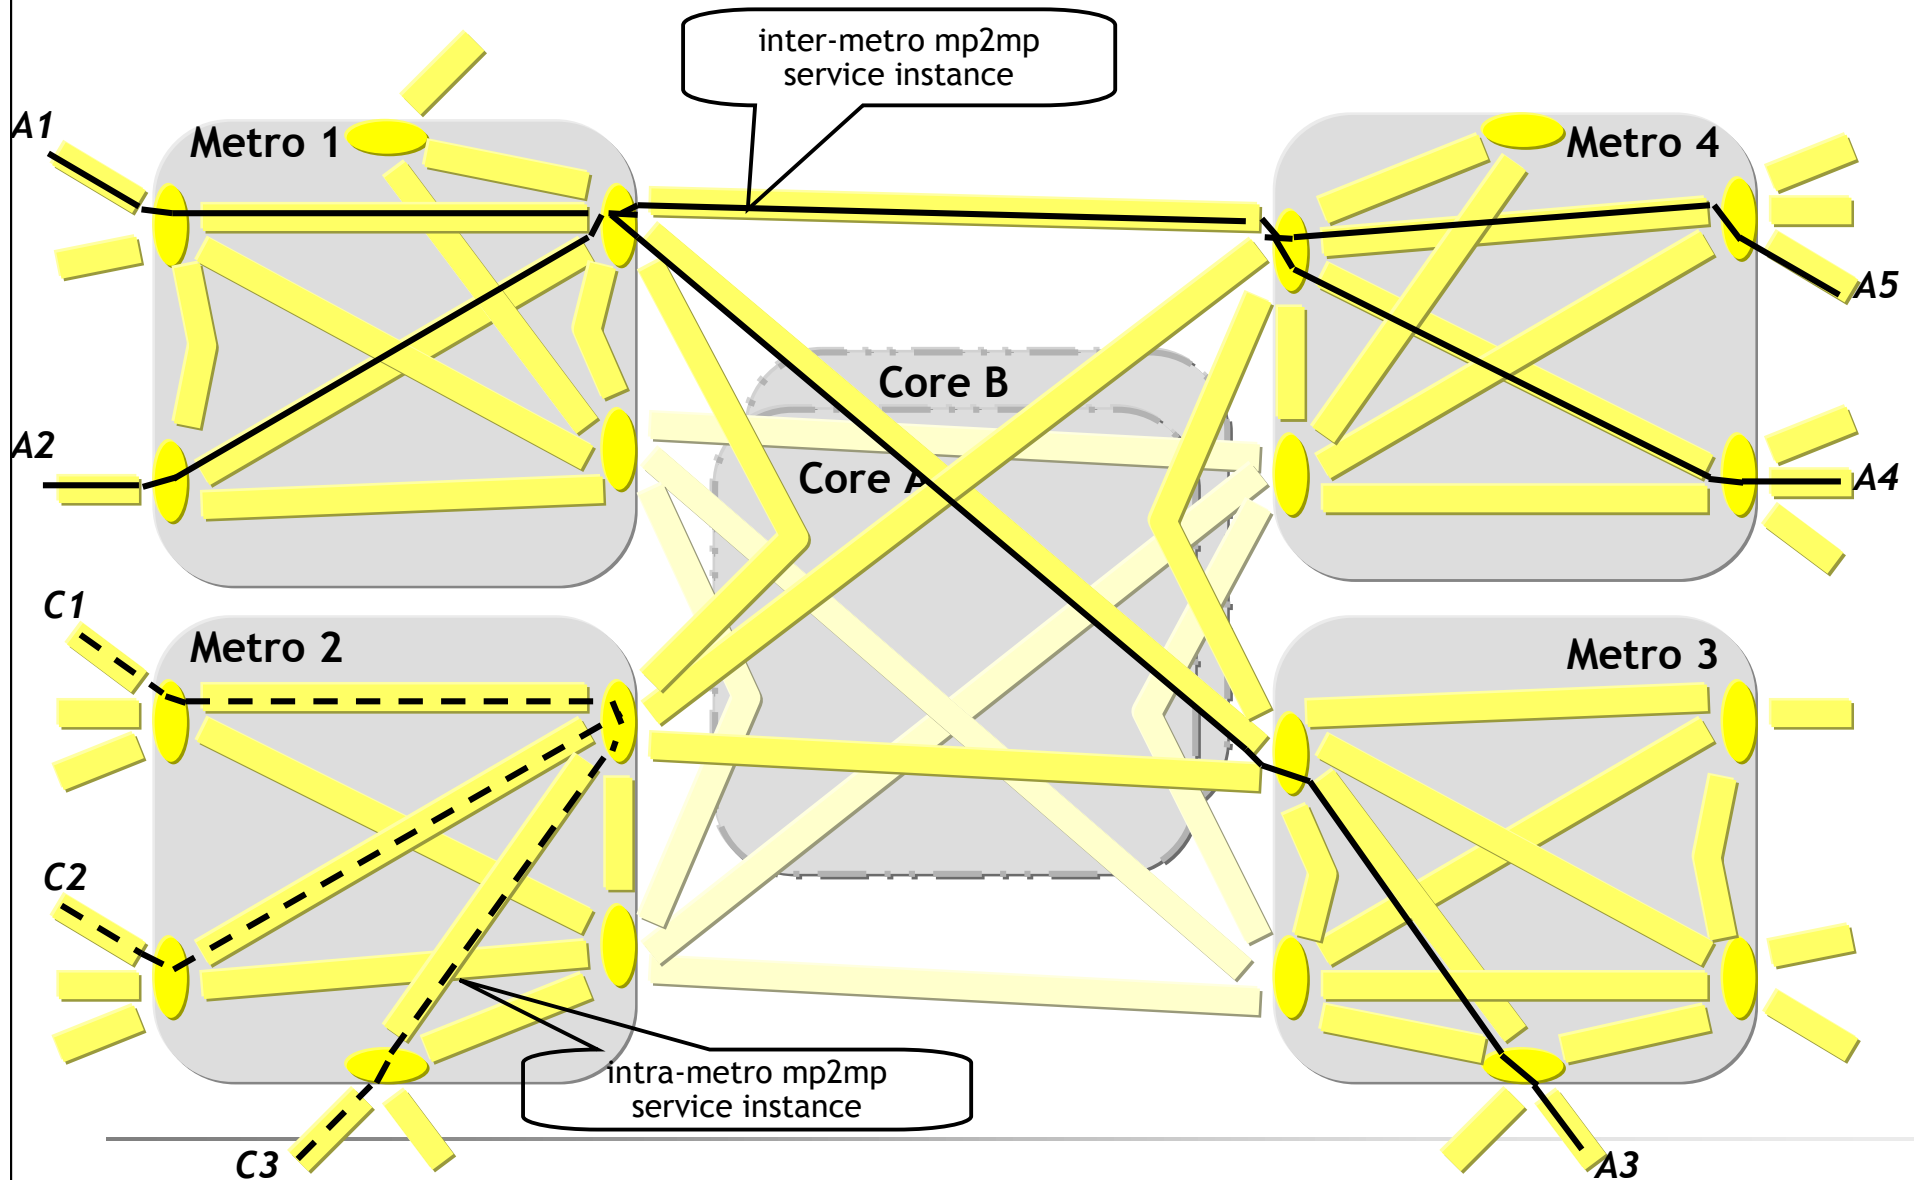 inter-metro mp2mp
service instance
A1
Metro 1
Metro 4
A5
Core B
A2
Core A
A4
C1
Metro 2
Metro 3
C2
intra-metro mp2mp
service instance
C3
A3